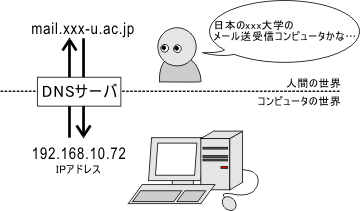 mail.xxx-u.ac.jp
日本のxxx大学の
メール送受信コンピュータかな…
DNSサーバ
人間の世界
コンピュータの世界
192.168.10.72
IPアドレス